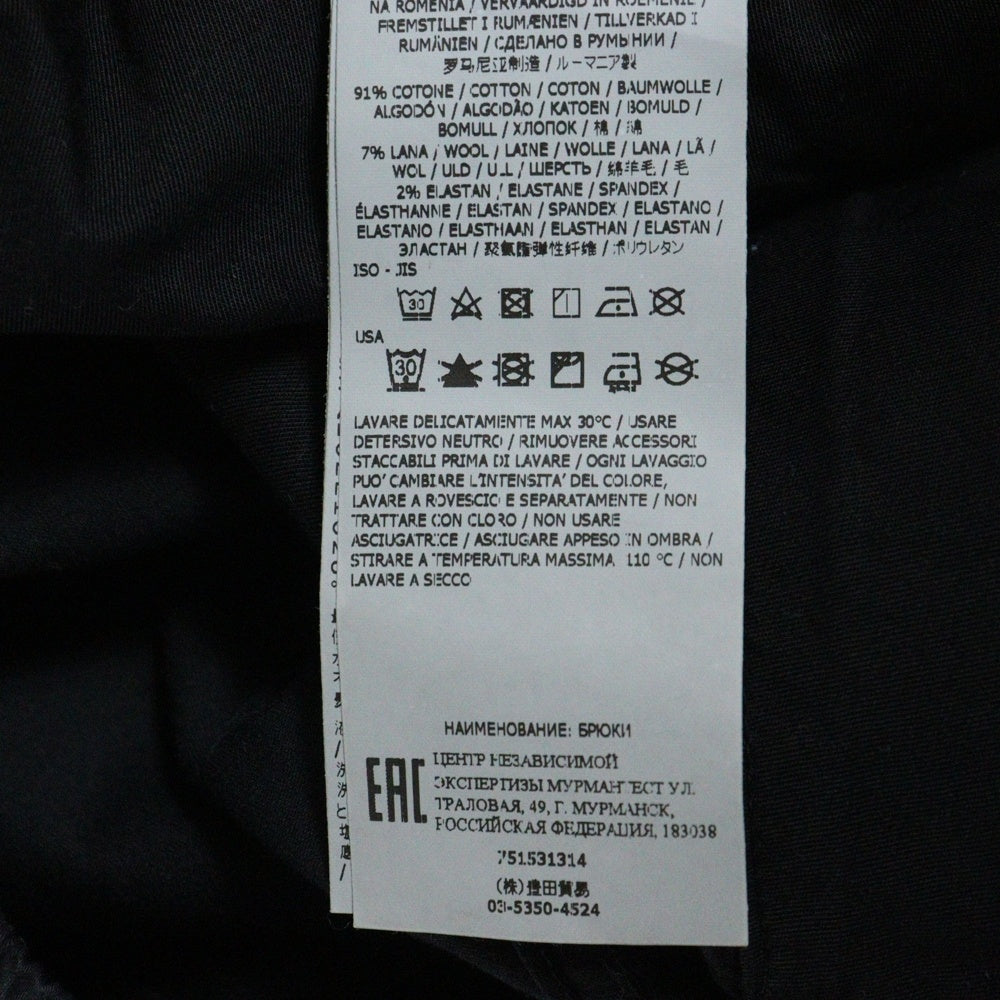 NA ROMENIA / VERVAARDIGD IN ROEMENIE /
FREMSTILLET I RUMÆNIEN / TILLVERKAD I
RUMÄNIEN / СДЕЛАНО В РУМЫНИИ /
罗马尼亚制造 / ルーマニア製
91% COTONE / COTTON / COTON / BAUMWOLLE /
ALGODÓN / ALGODÃO / KATOEN / BOMULD /
BOMULL / ХЛОПОК / 棉 / 綿
7% LANA / WOOL / LAINE / WOLLE / LANA / LÃ /
WOL / ULD / ULL / ШЕРСТЬ / 绵羊毛 / 毛
2% ELASTAN / ELASTANE / SPANDEX /
ÉLASTHANNE / ELASTAN / SPANDEX / ELASTANO /
ELASTANO / ELASTHAAN / ELASTHAN / ELASTAN /
ЭЛАСТАН / 聚氨酯弹性纤维 / ポリウレタン
ISO - JIS
30
USA
30
LAVARE DELICATAMENTE MAX 30°C / USARE
DETERSIVO NEUTRO / RIMUOVERE ACCESSORI
STACCABILI PRIMA DI LAVARE / OGNI LAVAGGIO
PUO' CAMBIARE L'INTENSITA' DEL COLORE,
LAVARE A ROVESCIO E SEPARATAMENTE / NON
TRATTARE CON CLORO / NON USARE
ASCIUGATRICE / ASCIUGARE APPESO IN OMBRA /
STIRARE A TEMPERATURA MASSIMA 110 °C / NON
LAVARE A SECCO
НАИМЕНОВАНИЕ: БРЮКИ
EAC
ЦЕНТР НЕЗАВИСИМОЙ
ЭКСПЕРТИЗЫ МУРМАНТЕСТ УЛ.
ТРАЛОВАЯ, 49, Г. МУРМАНСК,
РОССИЙСКАЯ ФЕДЕРАЦИЯ, 183038
751531314
(株)豊田貿易
03-5350-4524